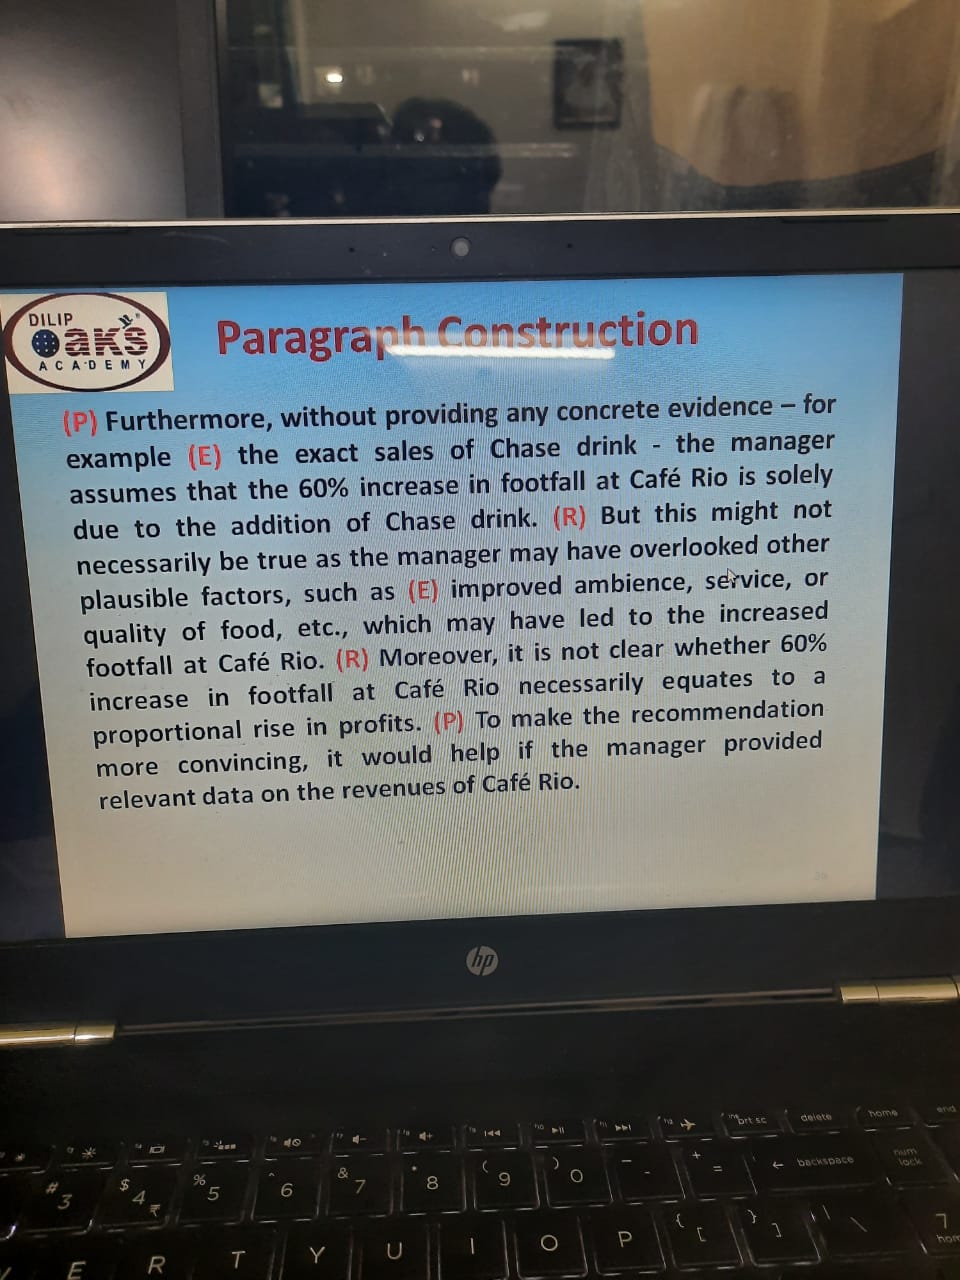 DILIP
OAKS
ACADEMY
Paragraph Construction
(P) Furthermore, without providing any concrete evidence – for
example (E) the exact sales of Chase drink - the manager
assumes that the 60% increase in footfall at Café Rio is solely
due to the addition of Chase drink. (R) But this might not
necessarily be true as the manager may have overlooked other
plausible factors, such as (E) improved ambience, service, or
quality of food, etc., which may have led to the increased
footfall at Café Rio. (R) Moreover, it is not clear whether 60%
increase in footfall at Café Rio necessarily equates to a
proportional rise in profits. (P) To make the recommendation
more convincing, it would help if the manager provided
relevant data on the revenues of Café Rio.
hp
prt sc delete home end
# 3 $ 4 ₹ % 5 ^ 6 & 7 * 8 ( 9 ) 0 _ - + = ← backspace num lock
E R T Y U I O P { [ } ] | \ 7